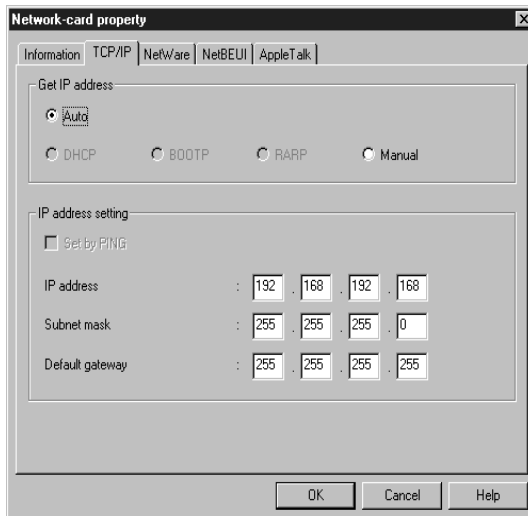 Network-card property
Information TCP/IP NetWare NetBEUI AppleTalk
Get IP address
Auto
DHCP BOOTP RARP Manual
IP address setting
Set by PING
IP address : 192 . 168 . 192 . 168
Subnet mask : 255 . 255 . 255 . 0
Default gateway : 255 . 255 . 255 . 255
OK Cancel Help